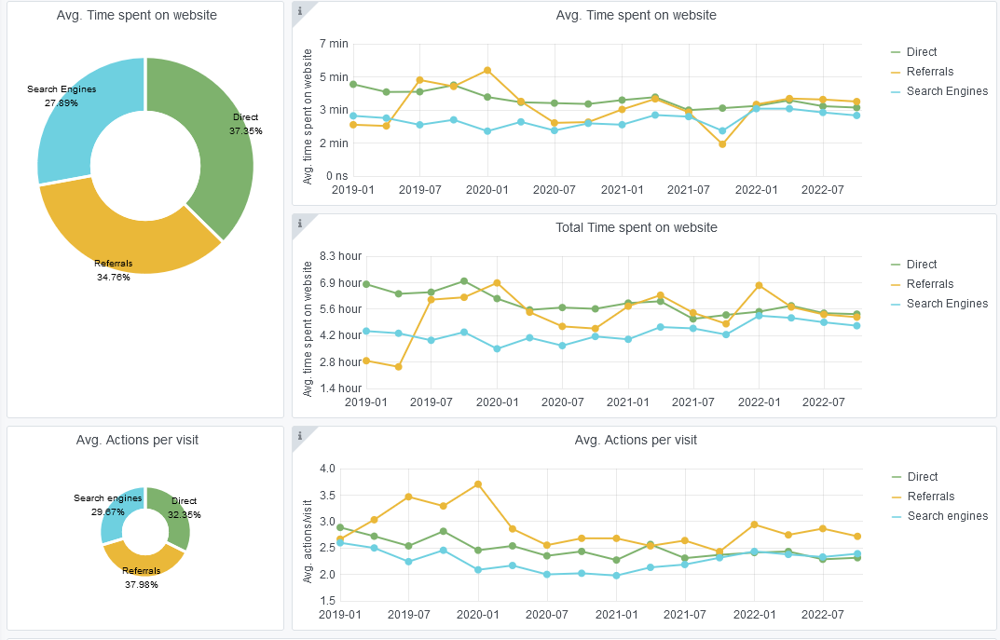 Avg. Time spent on website
Search Engines
27.89%
Direct
37.35%
Referrals
34.76%
i
Avg. Time spent on website
Avg. time spent on website
7 min
5 min
3 min
2 min
0 ns
2019-01 2019-07 2020-01 2020-07 2021-01 2021-07 2022-01 2022-07
Direct
Referrals
Search Engines
i
Total Time spent on website
Avg. time spent on website
8.3 hour
6.9 hour
5.6 hour
4.2 hour
2.8 hour
1.4 hour
2019-01 2019-07 2020-01 2020-07 2021-01 2021-07 2022-01 2022-07
Direct
Referrals
Search Engines
Avg. Actions per visit
Search engines
29.67%
Direct
32.35%
Referrals
37.98%
i
Avg. Actions per visit
Avg. actions/visit
4.0
3.5
3.0
2.5
2.0
1.5
2019-01 2019-07 2020-01 2020-07 2021-01 2021-07 2022-01 2022-07
Direct
Referrals
Search engines